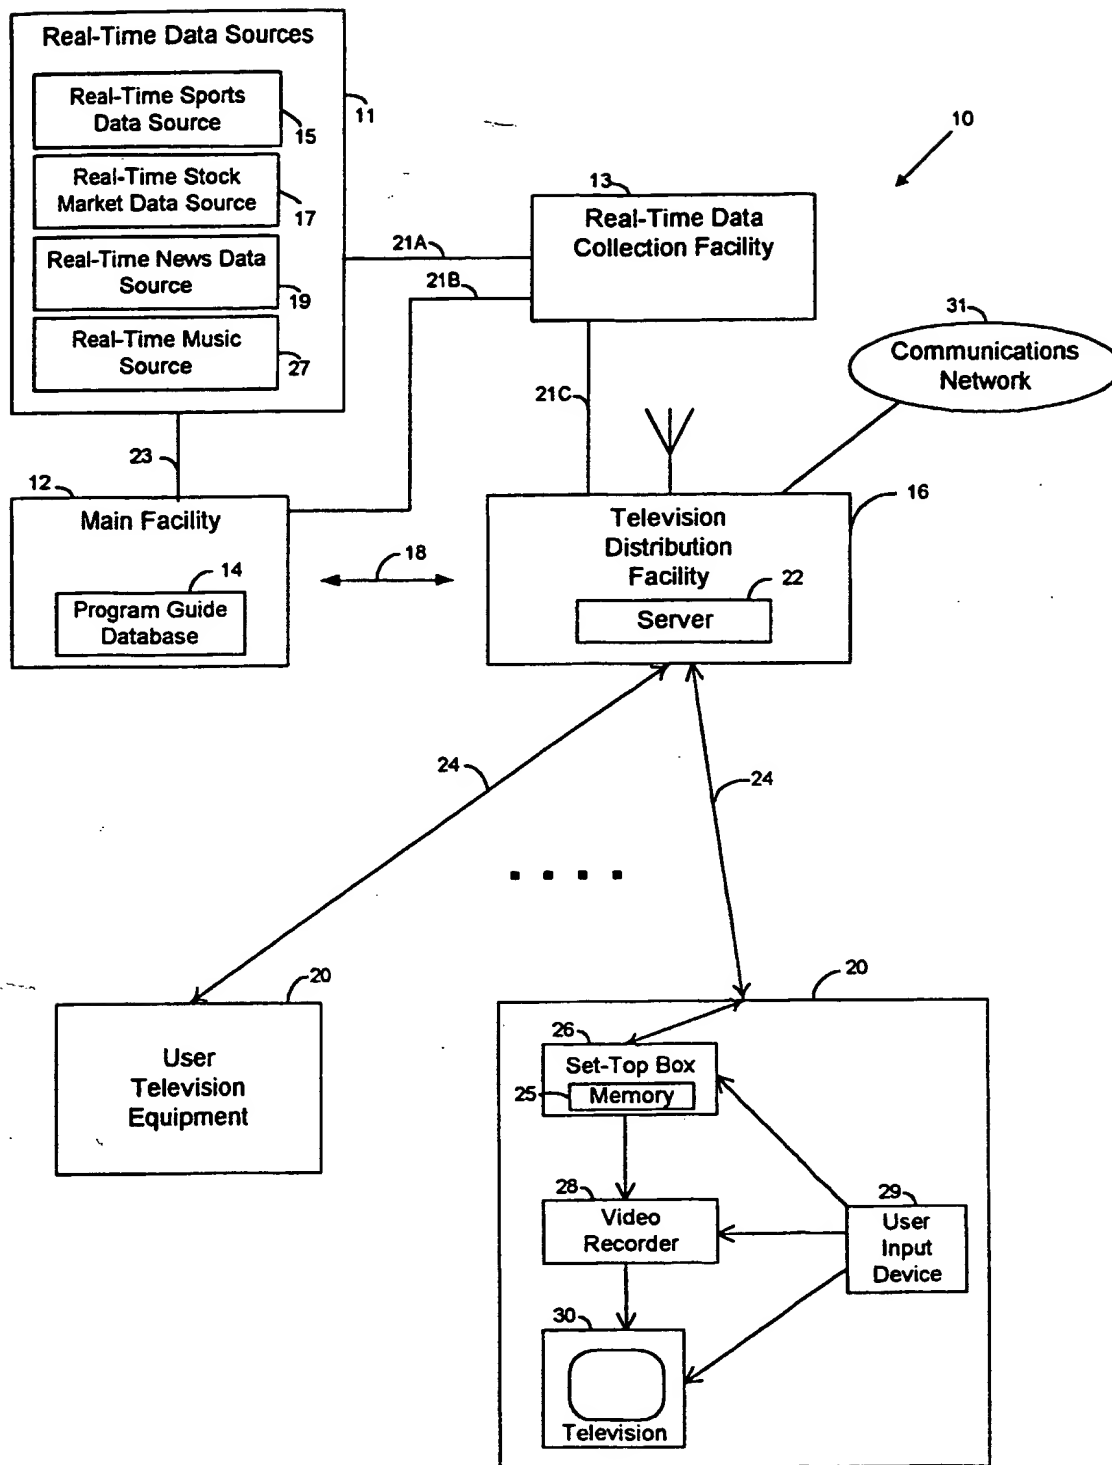 Real-Time Data Sources
Real-Time Sports
Data Source
15
11
Real-Time Stock
Market Data Source
17
Real-Time News Data
Source
19
Real-Time Music
Source
27
10
13
Real-Time Data
Collection Facility
21A
21B
21C
31
Communications
Network
23
12
Main Facility
14
Program Guide
Database
18
16
Television
Distribution
Facility
22
Server
24
24
20
User
Television
Equipment
20
26
Set-Top Box
25
Memory
28
Video
Recorder
29
User
Input
Device
30
Television